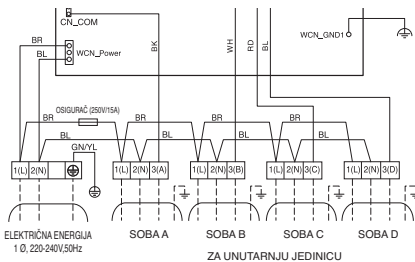 CN_COM
BR
WCN_Power
BL
BK
WH
RD
BL
WCN_GND1
OSIGURAČ (250V/15A)
BR
BR
BR
BR
BL
BL
BL
BL
GN/YL
1(L) 2(N)
1(L) 2(N) 3(A)
1(L) 2(N) 3(B)
1(L) 2(N) 3(C)
1(L) 2(N) 3(D)
ELEKTRIČNA ENERGIJA
1 Ø, 220-240V,50Hz
SOBA A
SOBA B
SOBA C
SOBA D
ZA UNUTARNJU JEDINICU